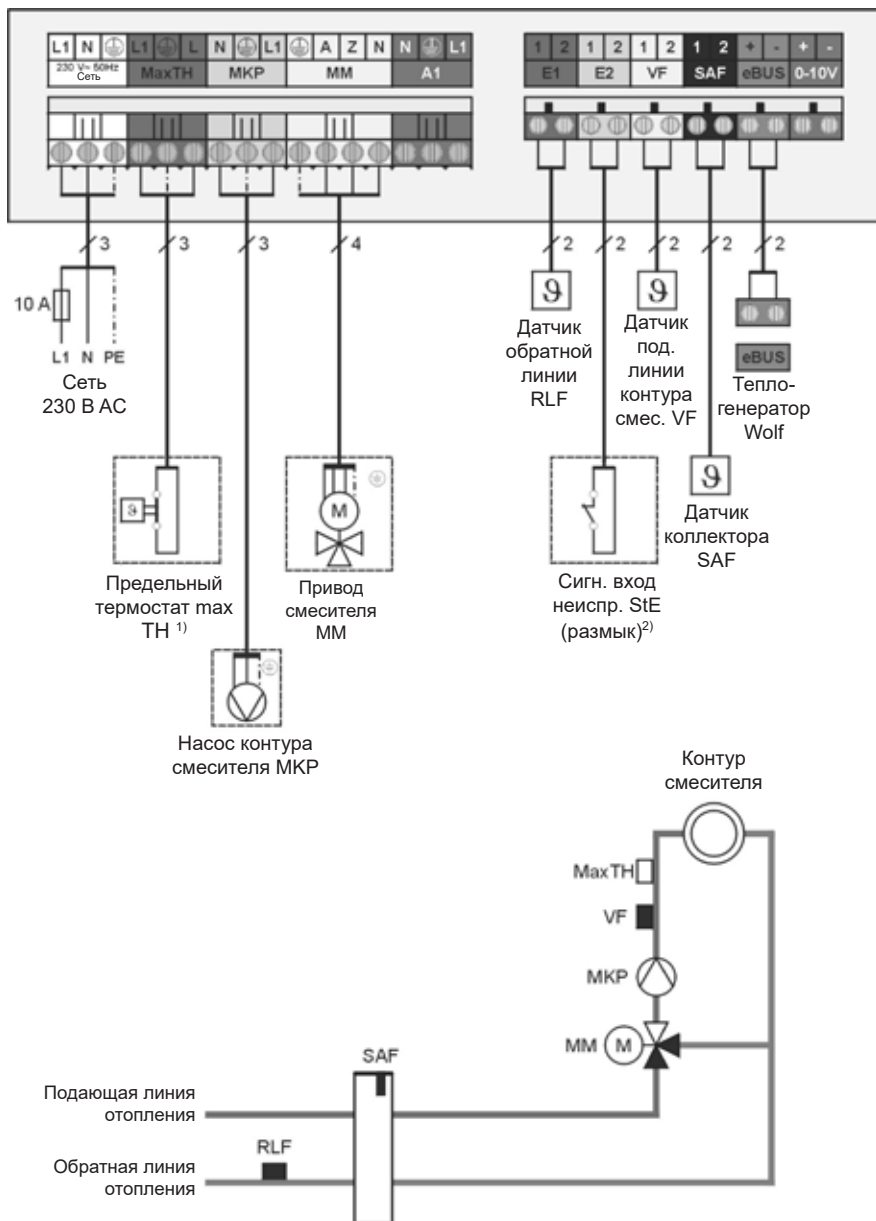 L1 N L1 L N L1 A Z N N L1
230 V~ 50Hz
Сеть
MaxTH MKP MM A1
1 2 1 2 1 2 1 2 + - + -
E1 E2 VF SAF eBUS 0-10V
3 3 3 4 2 2 2 2 2
10 A
L1 N PE
Сеть
230 В AC
ϑ
Датчик
обратной
линии
RLF
ϑ
Датчик
под.
линии
контура
смес. VF
eBUS
Тепло-
генератор
Wolf
ϑ
Предельный
термостат max
TH 1)
M
Привод
смесителя
MM
Сигн. вход
неиспр. StE
(размык)2)
ϑ
Датчик
коллектора
SAF
Насос контура
смесителя MKP
Контур
смесителя
MaxTH
VF
MKP
MM M
SAF
Подающая линия
отопления
RLF
Обратная линия
отопления